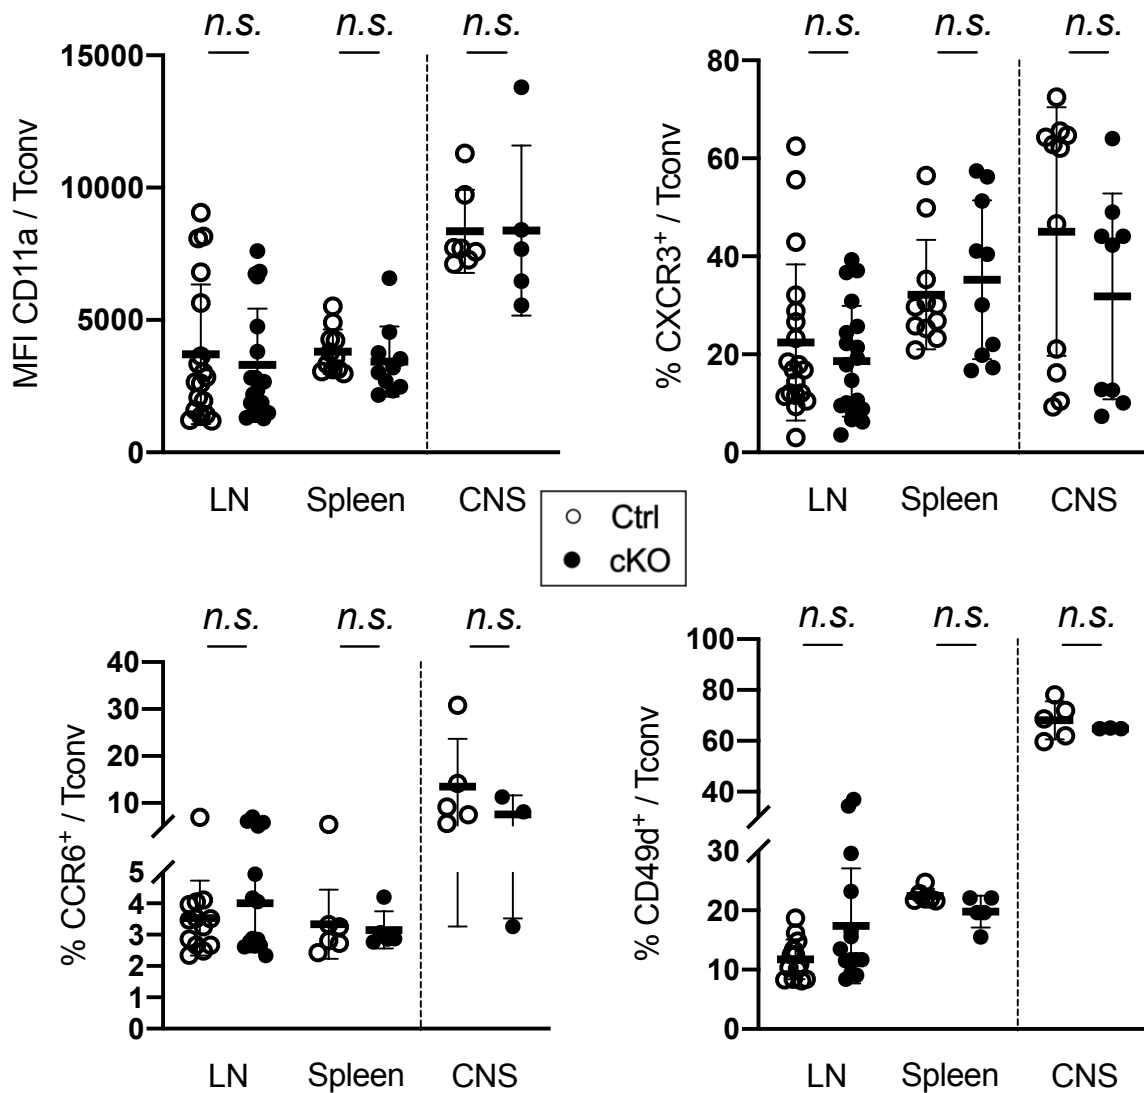 n.s. n.s. n.s.
15000
10000
5000
0
MFI CD11a / Tconv
LN Spleen CNS
n.s. n.s. n.s.
80
60
40
20
0
% CXCR3⁺ / Tconv
LN Spleen CNS
Ctrl
cKO
n.s. n.s. n.s.
40
30
20
10
5
4
3
2
1
0
% CCR6⁺ / Tconv
LN Spleen CNS
n.s. n.s. n.s.
100
80
60
40
30
20
10
0
% CD49d⁺ / Tconv
LN Spleen CNS